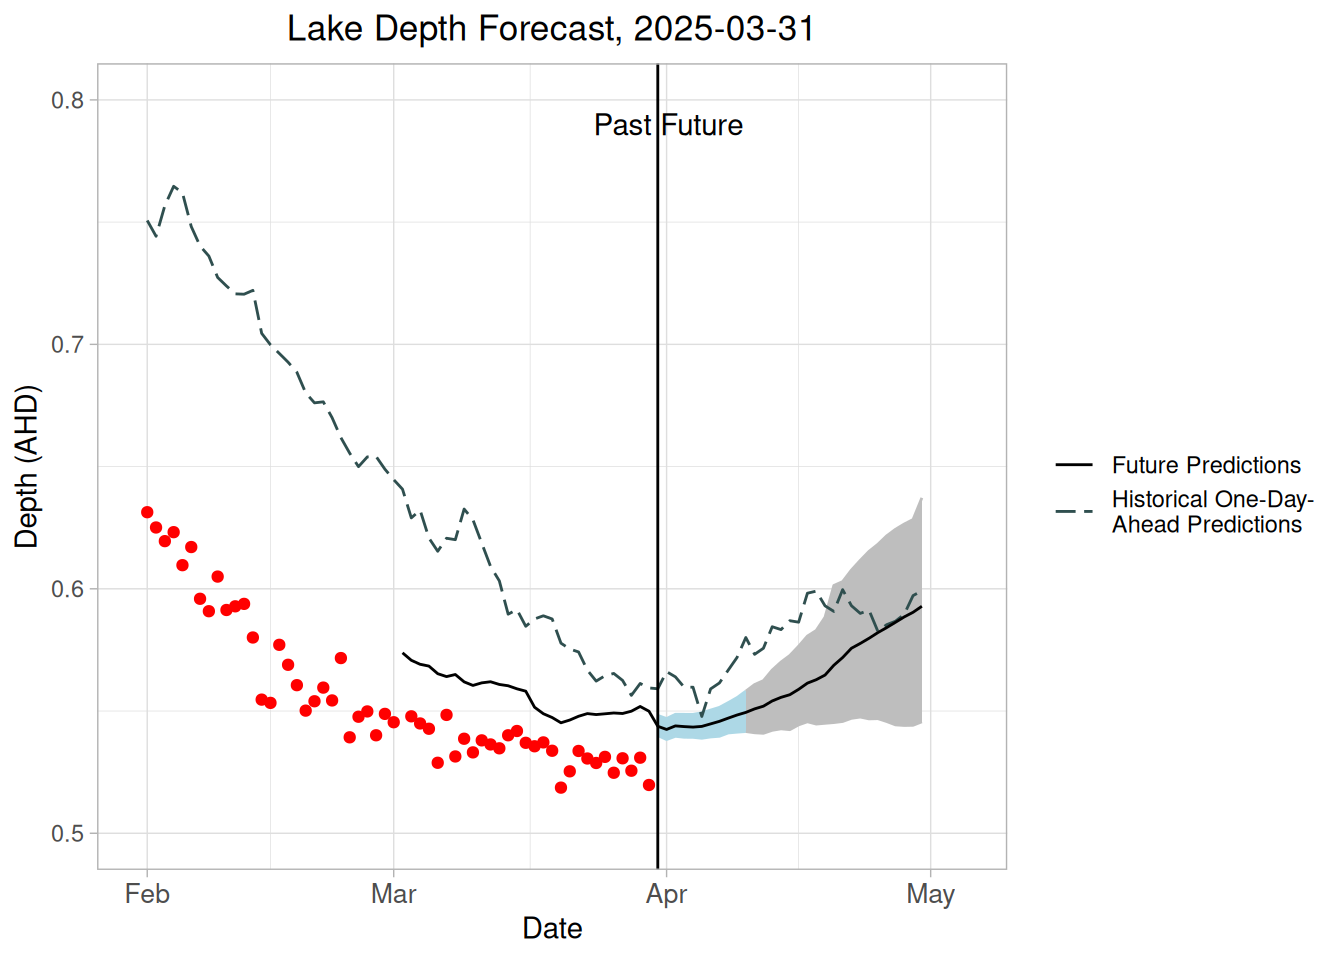 Lake Depth Forecast, 2025-03-31
Past Future
0.8
0.7
0.6
0.5
Depth (AHD)
Feb Mar Apr May
Date
Future Predictions
Historical One-Day-
Ahead Predictions